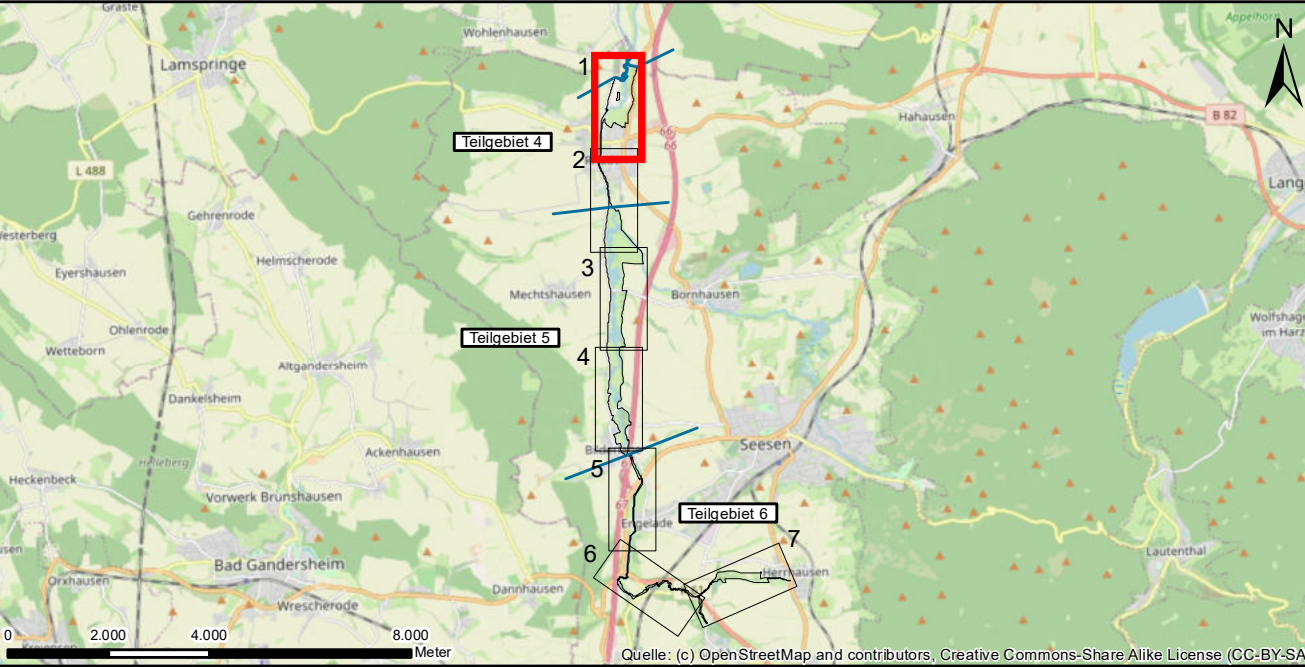 Graste
Wohlenhausen
Appelhorn
N
Lamspringe
1
B 82
Hahausen
66
66
Teilgebiet 4
2
L 488
Lang
Gehrenrode
esterberg
Helmscherode
3
Eyershausen
Mechtshausen
Bornhausen
Wolfshage
im Harz
Ohlenrode
Teilgebiet 5
Wetteborn
4
Altgandersheim
Dankelsheim
Seesen
Ackenhausen
Helleberg
5
Heckenbeck
Vorwerk Brunshausen
67
Teilgebiet 6
Engelade
7
usen
6
Lautenthal
Bad Gandersheim
Herrhausen
Orxhausen
Dannhausen
Wrescherode
0 2.000 4.000 8.000
Meter
Quelle: (c) OpenStreetMap and contributors, Creative Commons-Share Alike License (CC-BY-SA